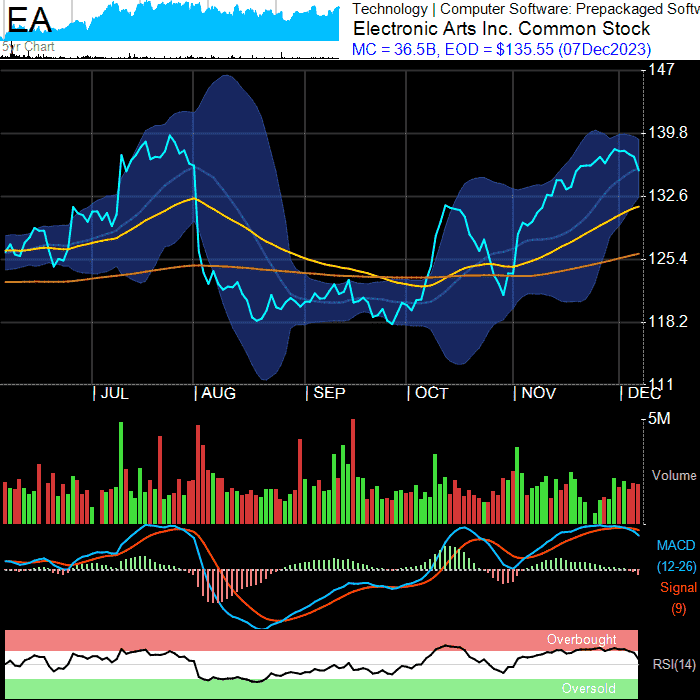 EA
5yr Chart
Technology | Computer Software: Prepackaged Softw
Electronic Arts Inc. Common Stock
MC = 36.5B, EOD = $135.55 (07Dec2023)
147
139.8
132.6
125.4
118.2
111
| JUL | AUG | SEP | OCT | NOV | DEC
5M
Volume
MACD
(12-26)
Signal
(9)
Overbought
RSI(14)
Oversold